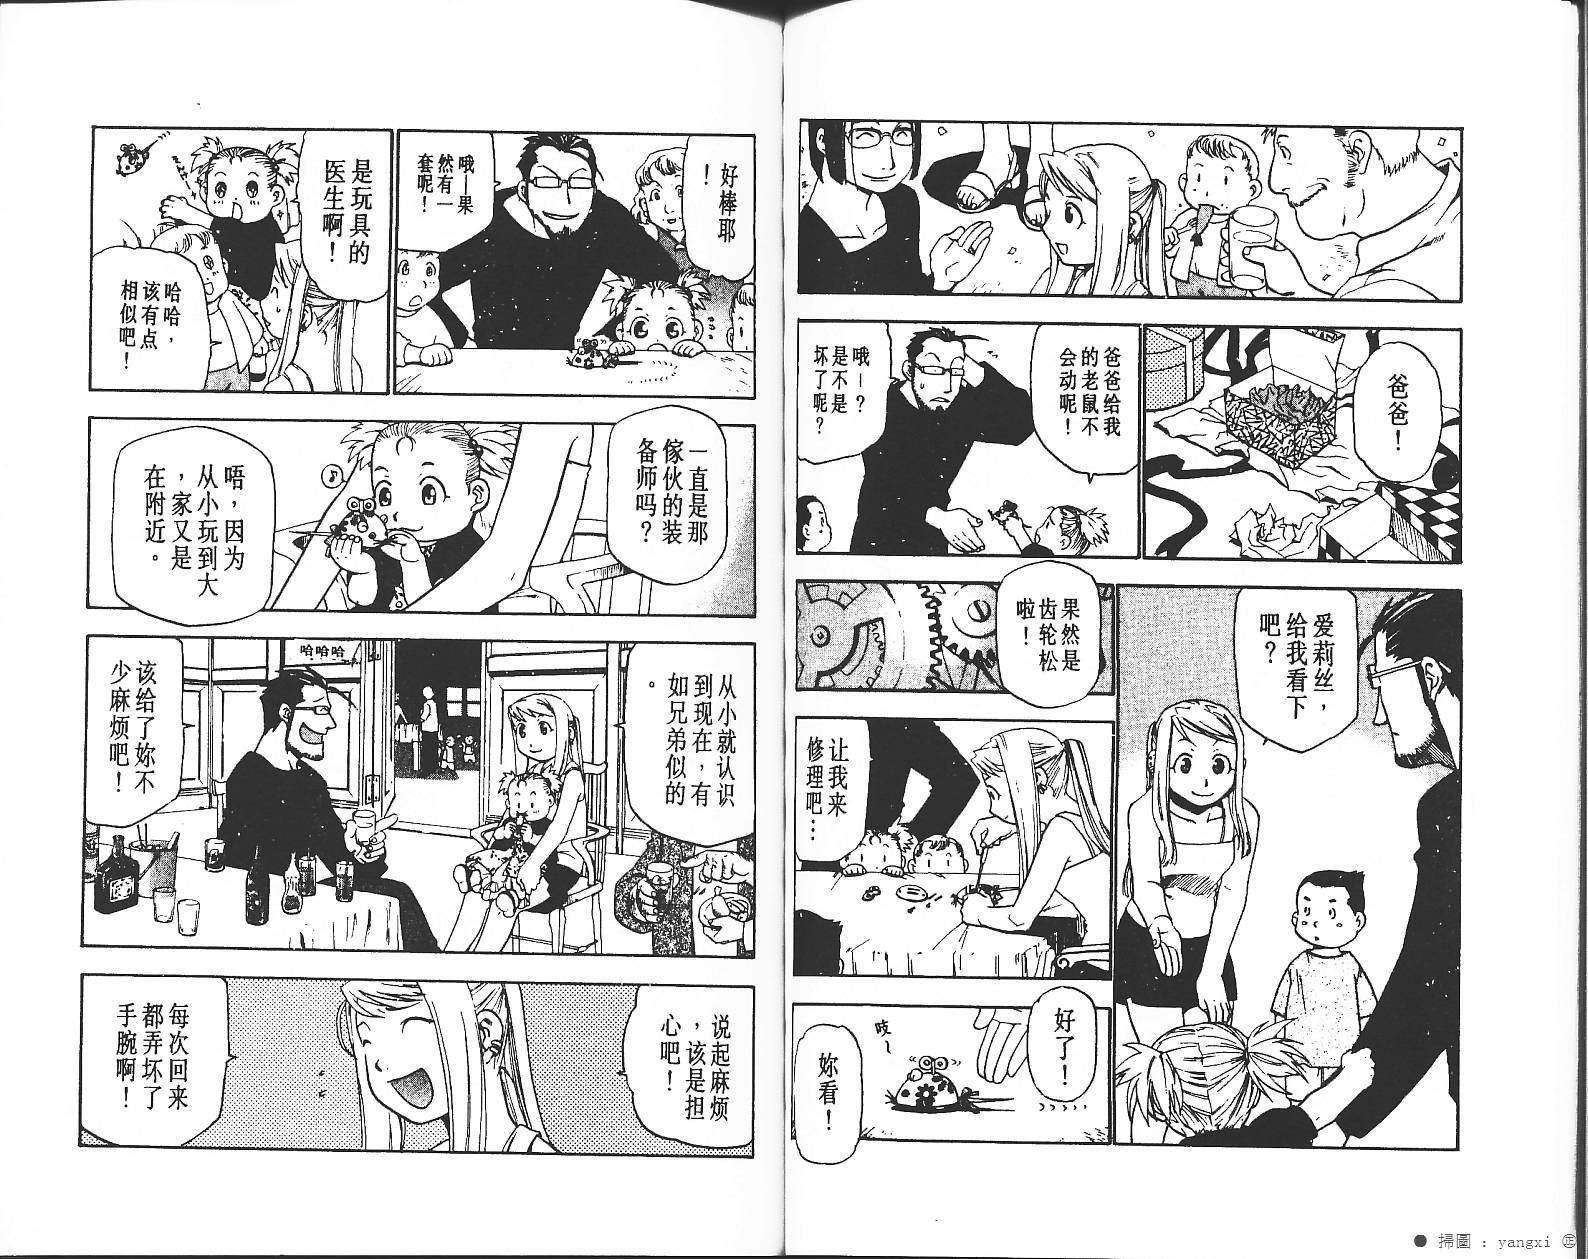 爸爸！
爸爸给我
的老鼠不
会动呢！
哦－？
是不是
坏了呢？
爱莉丝，
给我看下
吧？
果然是
齿轮松
啦！
让我来
修理吧…
好了！
吱～
妳看！
好棒耶
！
哦－果
然有一
套呢！
是玩具的
医生啊！
哈哈，
该有点
相似吧！
一直是那
傢伙的装
备师吗？
唔，因为
从小玩到大
，家又是
在附近。
从小就认识
到现在，有
如兄弟似的
。
哈哈哈
该给了妳不
少麻烦吧！
说起麻烦
，该是担
心吧！
每次回来
都弄坏了
手腕啊！
● 掃圖 : yangxi ㊣